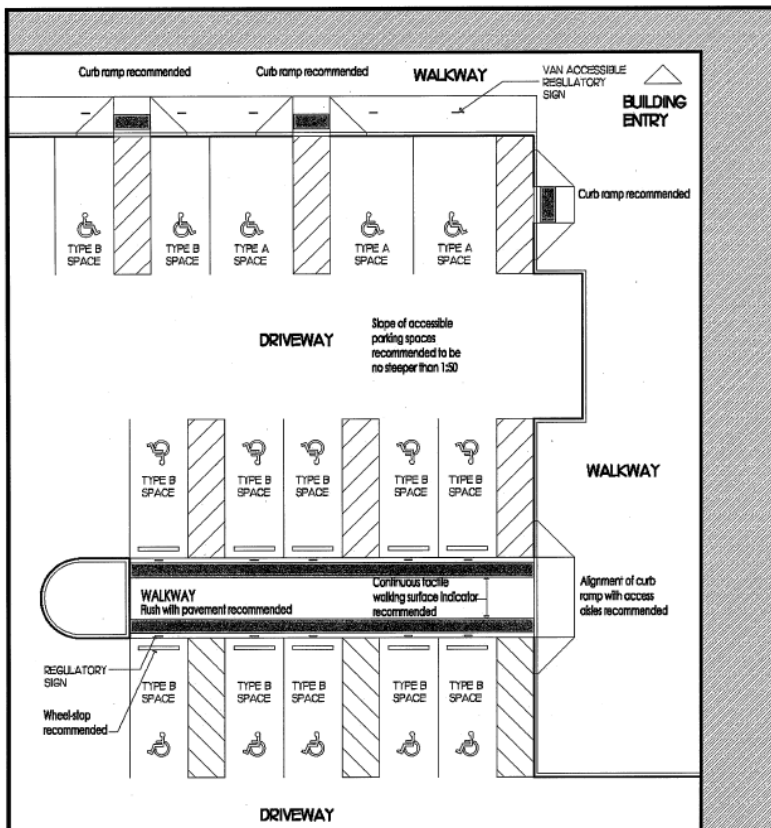 Curb ramp recommended
Curb ramp recommended
WALKWAY
VAN ACCESSIBLE
REGULATORY
SIGN
BUILDING
ENTRY
Curb ramp recommended
TYPE B
SPACE
TYPE B
SPACE
TYPE A
SPACE
TYPE A
SPACE
TYPE A
SPACE
DRIVEWAY
Slope of accessible
parking spaces
recommended to be
no steeper than 1:50
TYPE B
SPACE
TYPE B
SPACE
TYPE B
SPACE
TYPE B
SPACE
TYPE B
SPACE
WALKWAY
WALKWAY
Flush with pavement recommended
Continuous tactile
walking surface indicator
recommended
Alignment of curb
ramp with access
aisles recommended
REGULATORY
SIGN
Wheel-stop
recommended
TYPE B
SPACE
TYPE B
SPACE
TYPE B
SPACE
TYPE B
SPACE
TYPE B
SPACE
DRIVEWAY